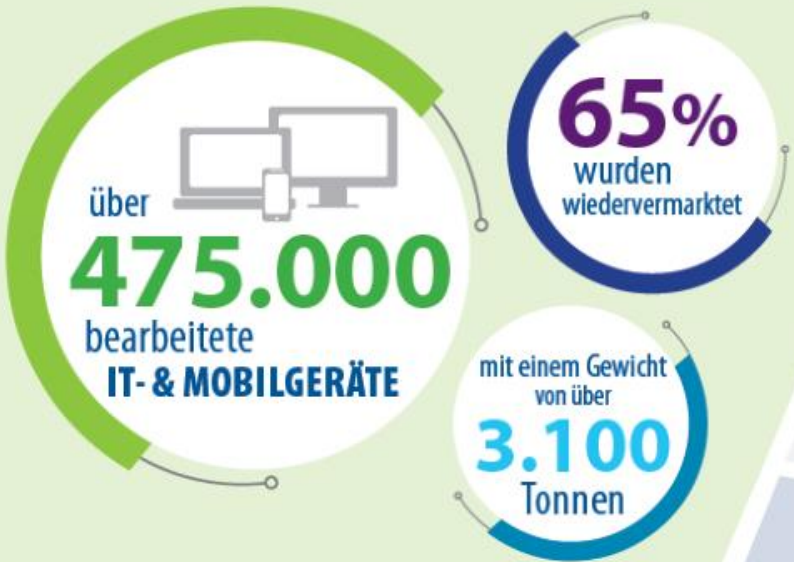 über
475.000
bearbeitete
IT- & MOBILGERÄTE
65%
wurden
wiedervermarktet
mit einem Gewicht
von über
3.100
Tonnen